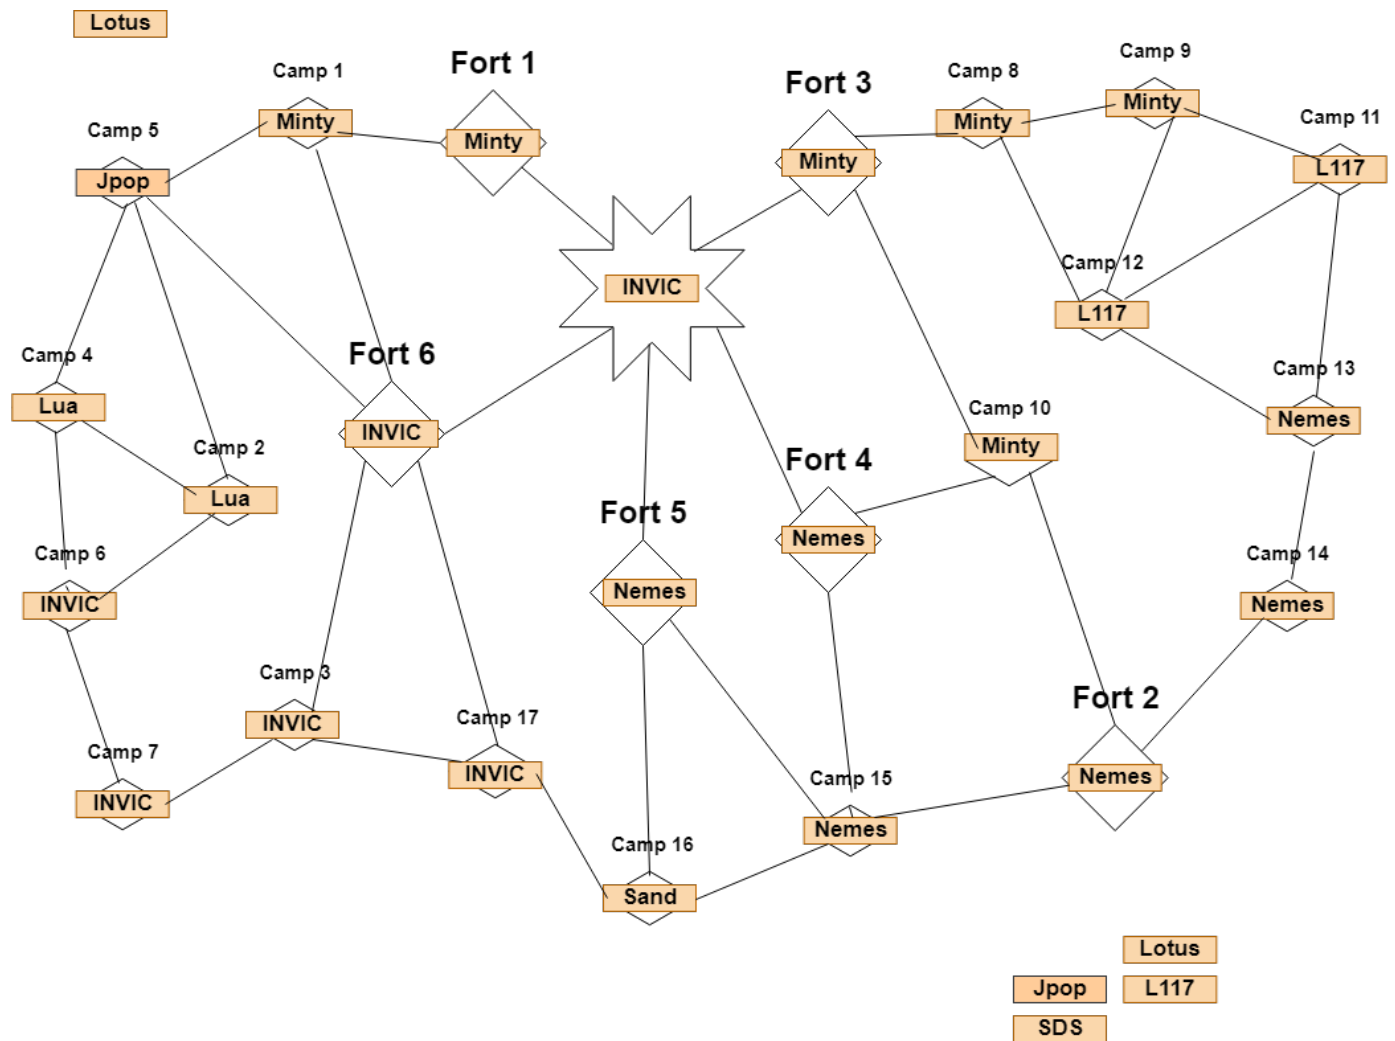 Lotus
Camp 1
Minty
Fort 1
Minty
Camp 5
Jpop
Fort 3
Minty
Camp 8
Minty
Camp 9
Minty
Camp 11
L117
Camp 12
L117
INVIC
Camp 4
Lua
Camp 2
Lua
Fort 6
INVIC
Camp 10
Minty
Camp 13
Nemes
Fort 4
Nemes
Fort 5
Nemes
Camp 6
INVIC
Camp 14
Nemes
Camp 3
INVIC
Camp 17
INVIC
Camp 7
INVIC
Fort 2
Nemes
Camp 15
Nemes
Camp 16
Sand
Lotus
Jpop
L117
SDS